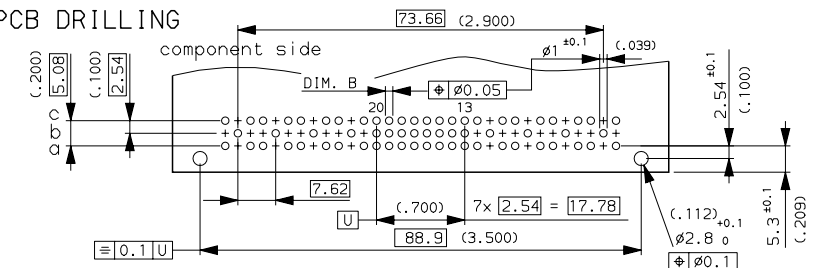 PCB DRILLING
73.66 (2.900)
component side
ø1 ±0.1 (.039)
(.200) 5.08
(.100) 2.54
DIM. B
⌖ ø0.05
20
13
c
b
a
2.54 ±0.1 (.100)
7.62
(.700)
7x 2.54 = 17.78
U
88.9 (3.500)
⌯ 0.1 U
(.112)
ø2.8 +0.1 0
⌖ ø0.1
5.3 ±0.1 (.209)